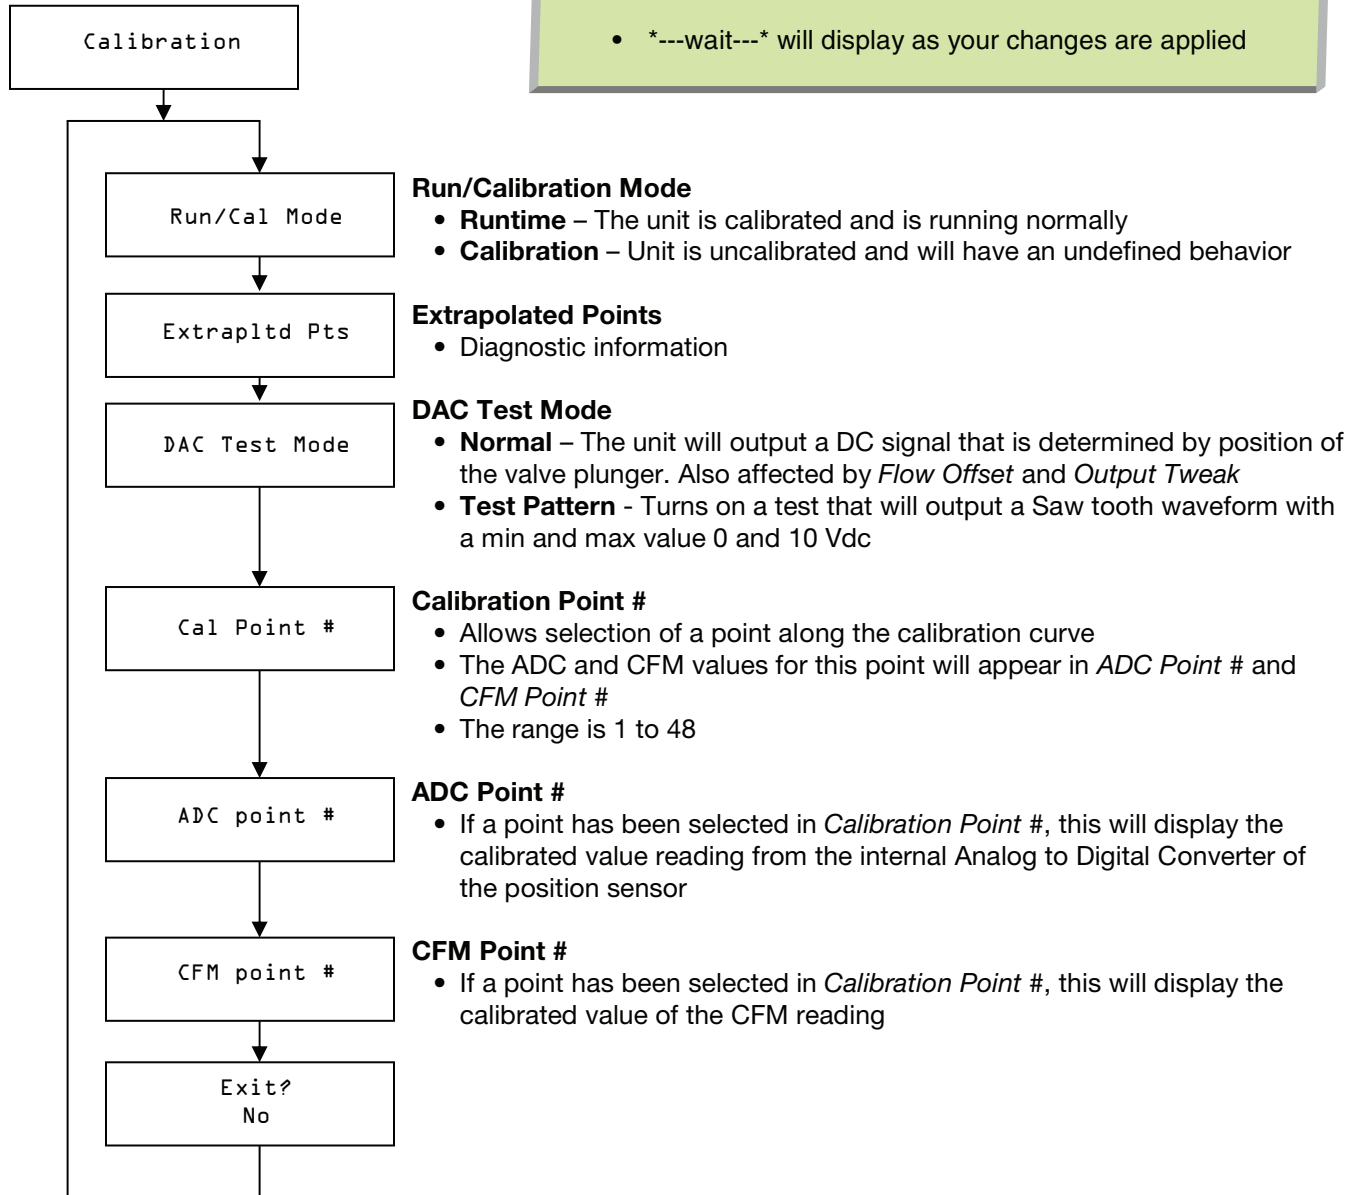 Calibration
• *---wait---* will display as your changes are applied
Run/Cal Mode
Run/Calibration Mode
• Runtime – The unit is calibrated and is running normally
• Calibration – Unit is uncalibrated and will have an undefined behavior
Extrapltd Pts
Extrapolated Points
• Diagnostic information
DAC Test Mode
DAC Test Mode
• Normal – The unit will output a DC signal that is determined by position of
the valve plunger. Also affected by Flow Offset and Output Tweak
• Test Pattern - Turns on a test that will output a Saw tooth waveform with
a min and max value 0 and 10 Vdc
Cal Point #
Calibration Point #
• Allows selection of a point along the calibration curve
• The ADC and CFM values for this point will appear in ADC Point # and
CFM Point #
• The range is 1 to 48
ADC point #
ADC Point #
• If a point has been selected in Calibration Point #, this will display the
calibrated value reading from the internal Analog to Digital Converter of
the position sensor
CFM point #
CFM Point #
• If a point has been selected in Calibration Point #, this will display the
calibrated value of the CFM reading
Exit?
No